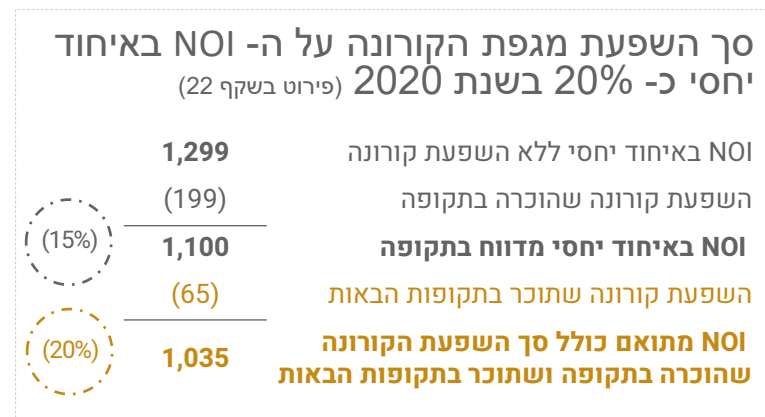 סך השפעת מגפת הקורונה על ה- NOI באיחוד
יחסי כ- 20% בשנת 2020 (פירוט בשקף 22)
NOI באיחוד יחסי ללא השפעת קורונה 1,299
השפעת קורונה שהוכרה בתקופה (199)
NOI באיחוד יחסי מדווח בתקופה 1,100 (15%)
השפעת קורונה שתוכר בתקופות הבאות (65)
NOI מתואם כולל סך השפעת הקורונה
שהוכרה בתקופה ושתוכר בתקופות הבאות 1,035 (20%)